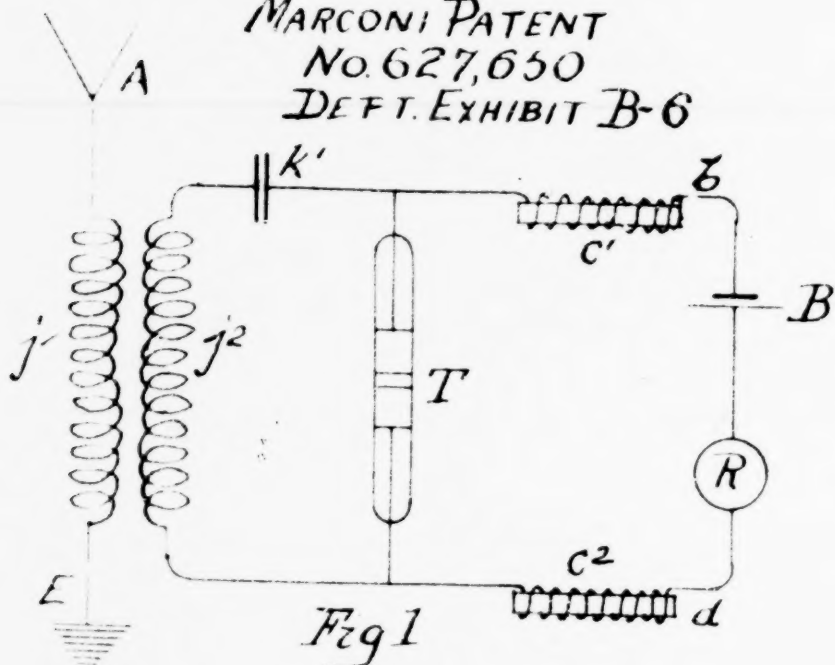 MARCONI PATENT
No. 627,650
DEFT. EXHIBIT B-6
A
k'
b
c'
j'
j²
T
B
R
c²
d
E
Fig 1